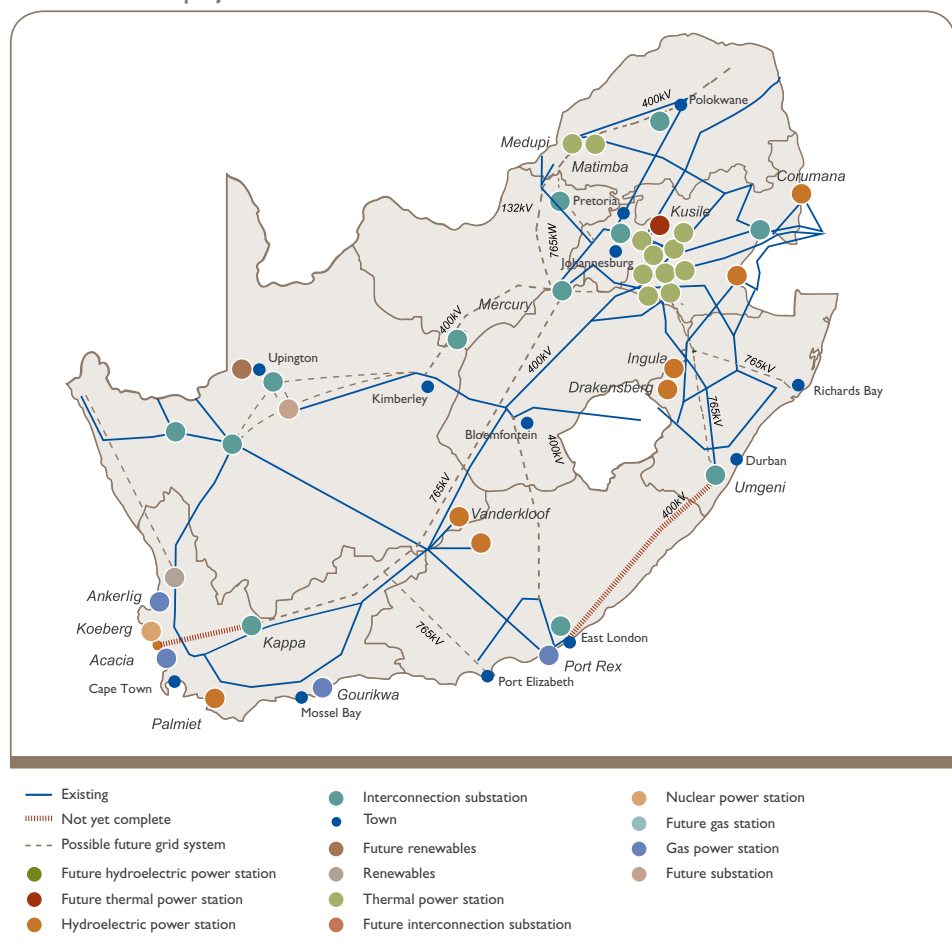 400kV
Polokwane
Medupi
Matimba
Corumana
132kV
Pretoria
Kusile
765kW
Johannesburg
Mercury
400kV
400kV
Upington
Ingula
765kV
Kimberley
Drakensberg
Richards Bay
765kV
Bloemfontein
400kV
Durban
765kV
Umgeni
400kV
Vanderkloof
Ankerlig
Koeberg
765kV
East London
Kappa
Acacia
Port Rex
Cape Town
Port Elizabeth
Gourikwa
Mossel Bay
Palmiet
Existing
Not yet complete
Possible future grid system
Future hydroelectric power station
Future thermal power station
Hydroelectric power station
Interconnection substation
Town
Future renewables
Renewables
Thermal power station
Future interconnection substation
Nuclear power station
Future gas station
Gas power station
Future substation